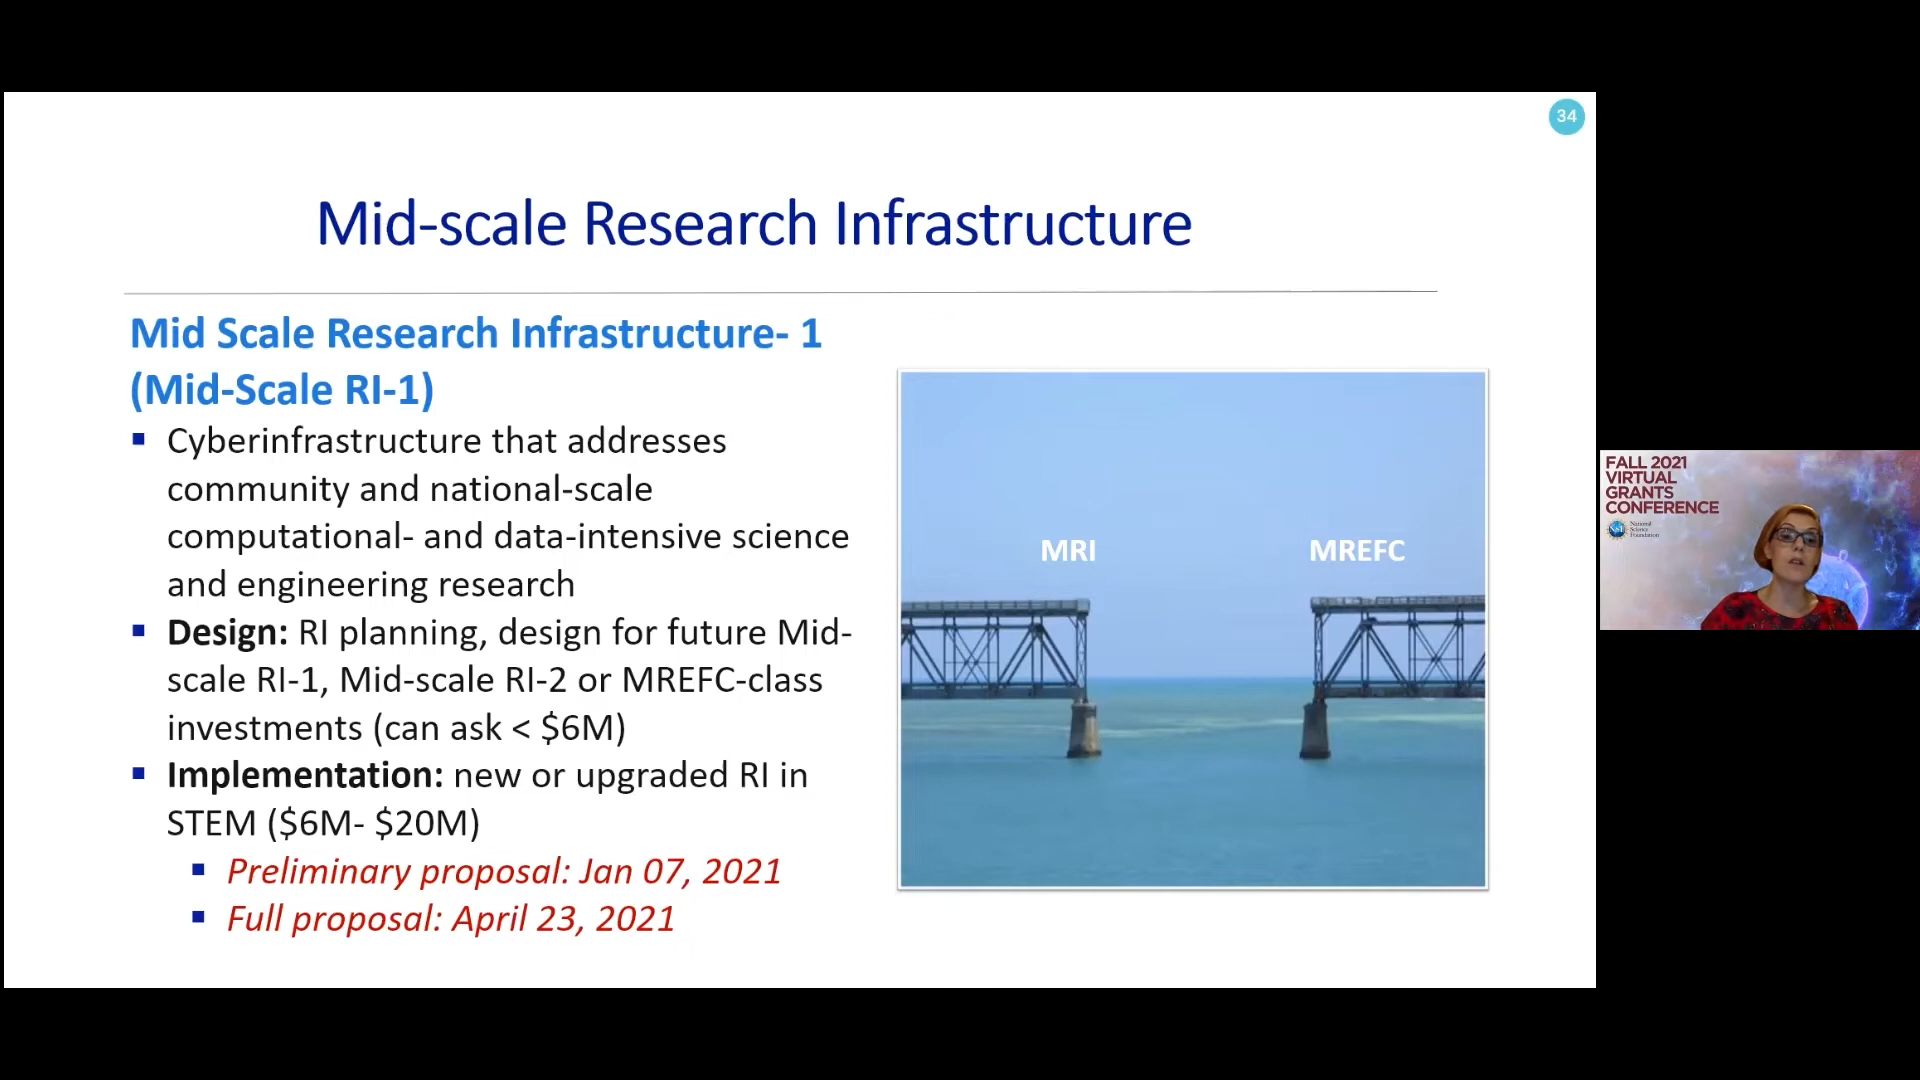 34
Mid-scale Research Infrastructure
Mid Scale Research Infrastructure- 1
(Mid-Scale RI-1)
▪ Cyberinfrastructure that addresses
community and national-scale
computational- and data-intensive science
and engineering research
▪ Design: RI planning, design for future Mid-
scale RI-1, Mid-scale RI-2 or MREFC-class
investments (can ask < $6M)
▪ Implementation: new or upgraded RI in
STEM ($6M- $20M)
▪ Preliminary proposal: Jan 07, 2021
▪ Full proposal: April 23, 2021
MRI
MREFC
FALL 2021
VIRTUAL
GRANTS
CONFERENCE
NSF
National
Science
Foundation